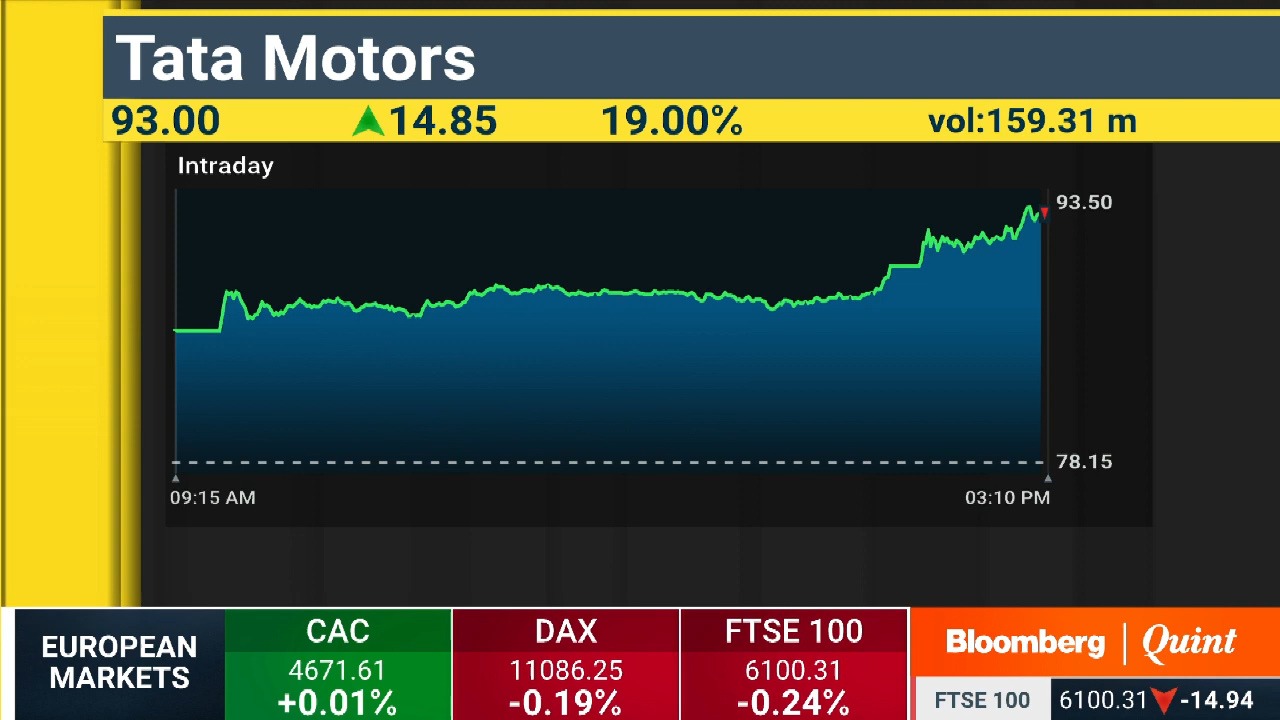 Tata Motors
93.00 14.85 19.00% vol:159.31 m
Intraday
93.50
78.15
09:15 AM 03:10 PM
EUROPEAN
MARKETS
CAC
4671.61
+0.01%
DAX
11086.25
-0.19%
FTSE 100
6100.31
-0.24%
Bloomberg | Quint
FTSE 100 6100.31 -14.94